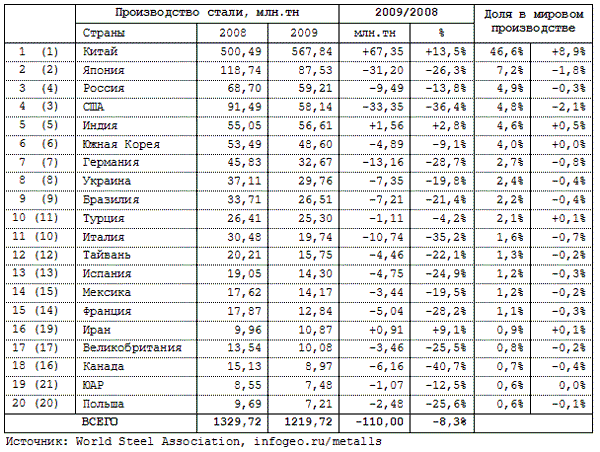 Производство стали, млн.тн 2009/2008 Доля в мировом производстве
Страны 2008 2009 млн.тн %
1 (1) Китай 500,49 567,84 +67,35 +13,5% 46,6% +8,9%
2 (2) Япония 118,74 87,53 -31,20 -26,3% 7,2% -1,8%
3 (4) Россия 68,70 59,21 -9,49 -13,8% 4,9% -0,3%
4 (3) США 91,49 58,14 -33,35 -36,4% 4,8% -2,1%
5 (5) Индия 55,05 56,61 +1,56 +2,8% 4,6% +0,5%
6 (6) Южная Корея 53,49 48,60 -4,89 -9,1% 4,0% +0,0%
7 (7) Германия 45,83 32,67 -13,16 -28,7% 2,7% -0,8%
8 (8) Украина 37,11 29,76 -7,35 -19,8% 2,4% -0,4%
9 (9) Бразилия 33,71 26,51 -7,21 -21,4% 2,2% -0,4%
10 (11) Турция 26,41 25,30 -1,11 -4,2% 2,1% +0,1%
11 (10) Италия 30,48 19,74 -10,74 -35,2% 1,6% -0,7%
12 (12) Тайвань 20,21 15,75 -4,46 -22,1% 1,3% -0,2%
13 (13) Испания 19,05 14,30 -4,75 -24,9% 1,2% -0,3%
14 (15) Мексика 17,62 14,17 -3,44 -19,5% 1,2% -0,2%
15 (14) Франция 17,87 12,84 -5,04 -28,2% 1,1% -0,3%
16 (19) Иран 9,96 10,87 +0,91 +9,1% 0,9% +0,1%
17 (17) Великобритания 13,54 10,08 -3,46 -25,5% 0,8% -0,2%
18 (16) Канада 15,13 8,97 -6,16 -40,7% 0,7% -0,4%
19 (21) ЮАР 8,55 7,48 -1,07 -12,5% 0,6% 0,0%
20 (20) Польша 9,69 7,21 -2,48 -25,6% 0,6% -0,1%
ВСЕГО 1329,72 1219,72 -110,00 -8,3%
Источник: World Steel Association, infogeo.ru/metalls